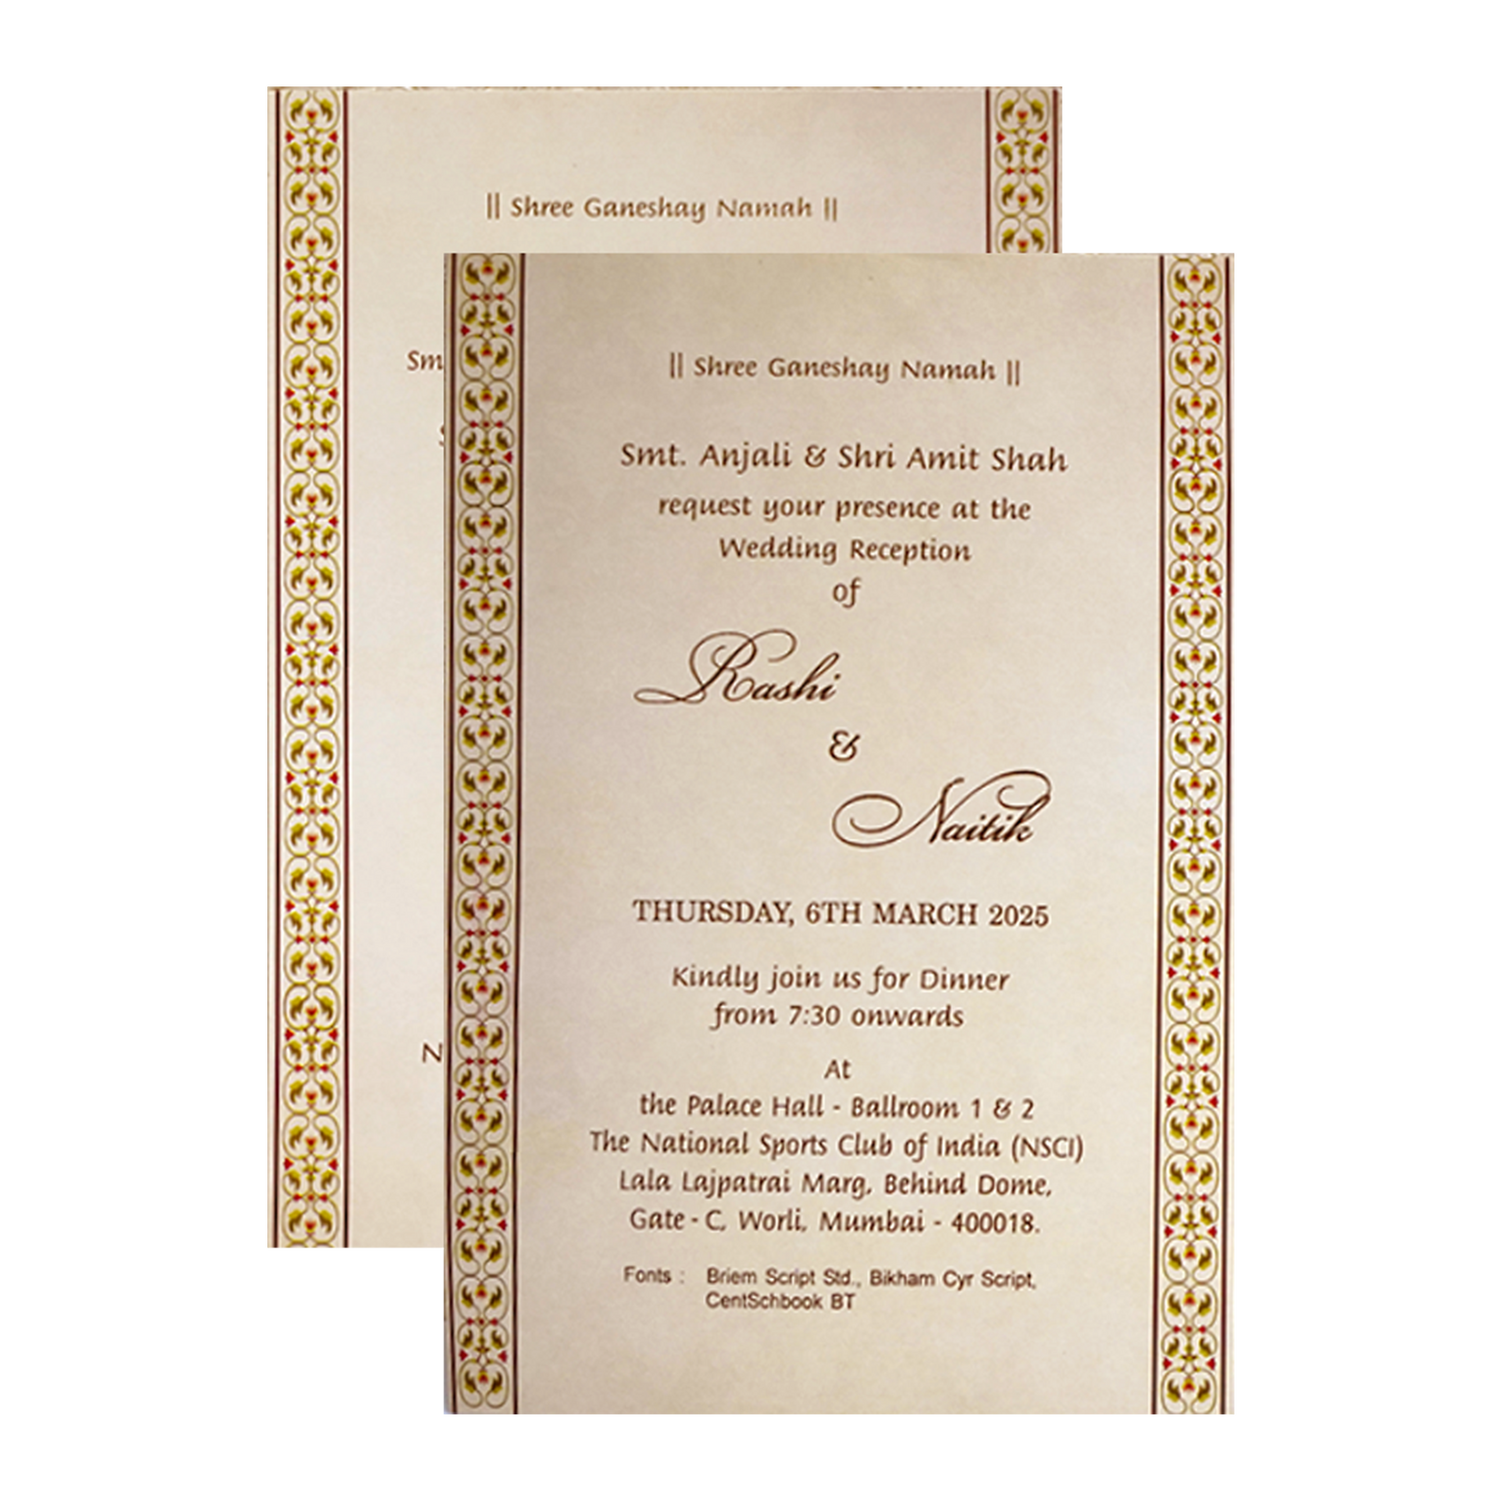 || Shree Ganeshay Namah ||
|| Shree Ganeshay Namah ||
Smt. Anjali & Shri Amit Shah
request your presence at the
Wedding Reception
of
Rashi
&
Naitik
THURSDAY, 6TH MARCH 2025
Kindly join us for Dinner
from 7:30 onwards
At
the Palace Hall - Ballroom 1 & 2
The National Sports Club of India (NSCI)
Lala Lajpatrai Marg, Behind Dome,
Gate - C, Worli, Mumbai - 400018.
Fonts : Briem Script Std., Bikham Cyr Script,
CentSchbook BT